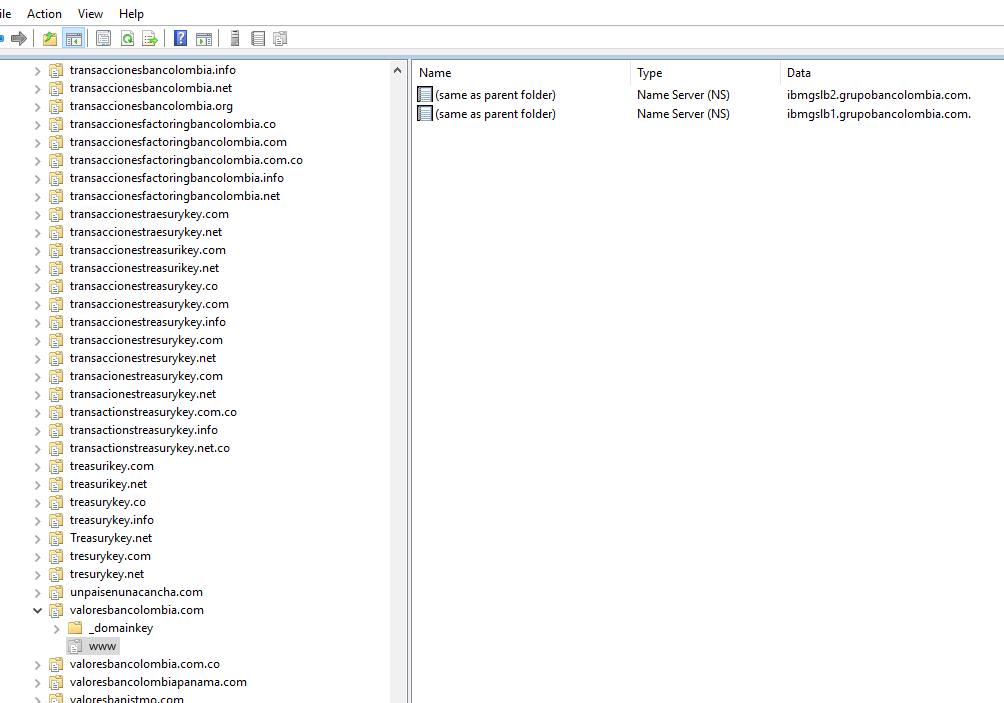 ile Action View Help
transaccionesbancolombia.info
transaccionesbancolombia.net
transaccionesbancolombia.org
transaccionesfactoringbancolombia.co
transaccionesfactoringbancolombia.com
transaccionesfactoringbancolombia.com.co
transaccionesfactoringbancolombia.info
transaccionesfactoringbancolombia.net
transaccionestraesurykey.com
transaccionestraesurykey.net
transaccionestreasurikey.com
transaccionestreasurikey.net
transaccionestreasurykey.co
transaccionestreasurykey.com
transaccionestreasurykey.info
transaccionestresurykey.com
transaccionestresurykey.net
transacionestreasurykey.com
transacionestreasurykey.net
transactionstreasurykey.com.co
transactionstreasurykey.info
transactionstreasurykey.net.co
treasurikey.com
treasurikey.net
treasurykey.co
treasurykey.info
Treasurykey.net
tresurykey.com
tresurykey.net
unpaisenunacancha.com
valoresbancolombia.com
_domainkey
www
valoresbancolombia.com.co
valoresbancolombiapanama.com
valoresbanistmo.com
Name Type Data
(same as parent folder) Name Server (NS) ibmgslb2.grupobancolombia.com.
(same as parent folder) Name Server (NS) ibmgslb1.grupobancolombia.com.